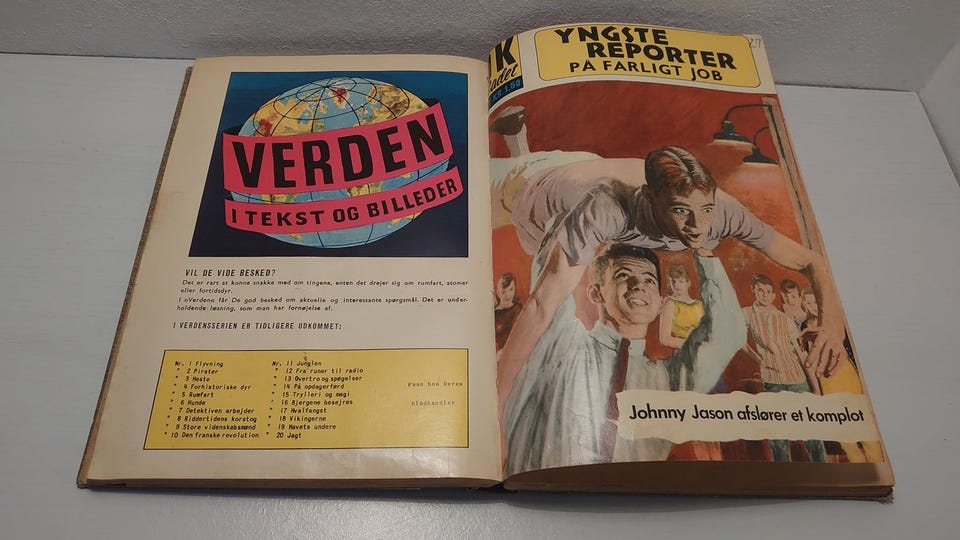 VERDEN
I TEKST OG BILLEDER
VIL DE VIDE BESKED?
Det er rart at kunne snakke med om tingene, enten det drejer sig om rumfart, atomer
eller fortidsdyr.
I »Verden« får De god besked om aktuelle og interessante spørgsmål. Det er under-
holdende læsning, som man har fornøjelse af.
I VERDENSSERIEN ER TIDLIGERE UDKOMMET:
Nr. 1 Flyvning
" 2 Pirater
" 3 Heste
" 4 Forhistoriske dyr
" 5 Rumfart
" 6 Hunde
" 7 Detektiven arbejder
" 8 Riddertidens korstog
" 9 Store videnskabsmænd
" 10 Den franske revolution
Nr. 11 Junglen
" 12 Fra runer til radio
" 13 Overtro og spøgelser
" 14 På opdagerfærd
" 15 Trylleri og magi
" 16 Bjergene besejres
" 17 Hvalfangst
" 18 Vikingerne
" 19 Havets undere
" 20 Jagt
Faas hos Deres
bladhandler
K
KR. 1.60
YNGSTE
REPORTER
PÅ FARLIGT JOB
Johnny Jason afslører et komplot